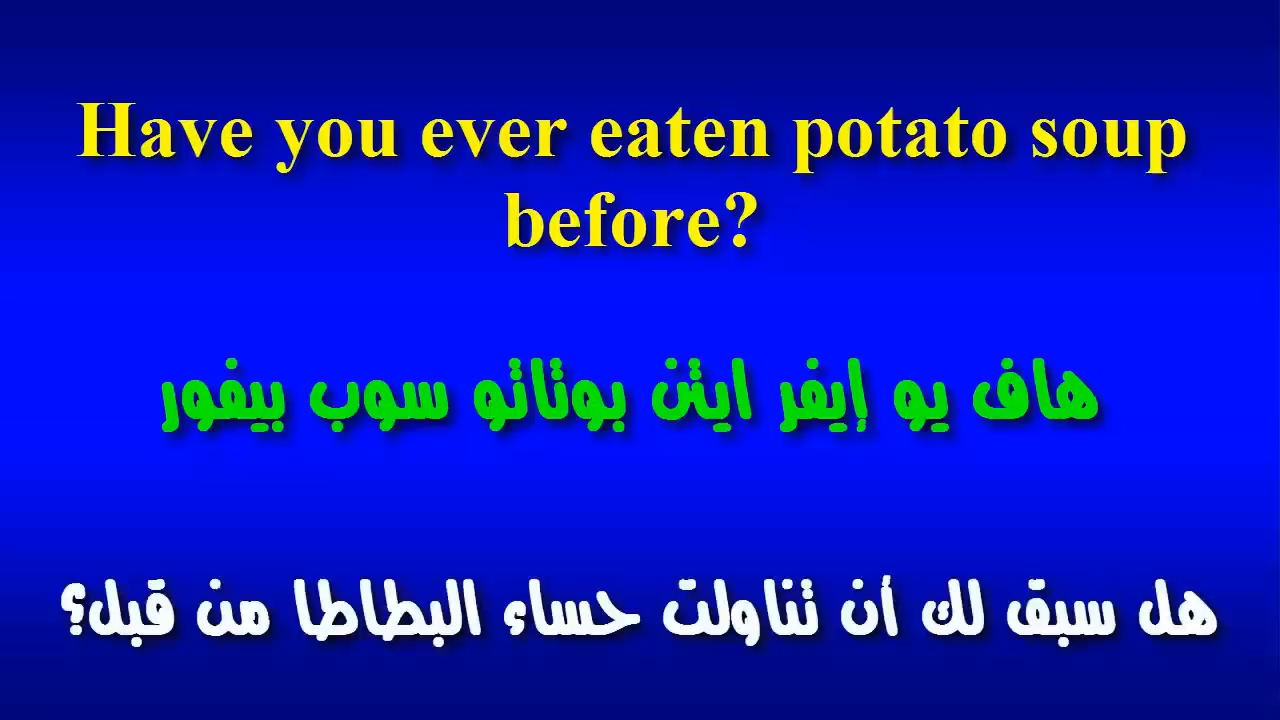 Have you ever eaten potato soup
before?
هاف يو إيفر ايتن بوتاتو سوب بيفور
هل سبق لك أن تناولت حساء البطاطا من قبل؟